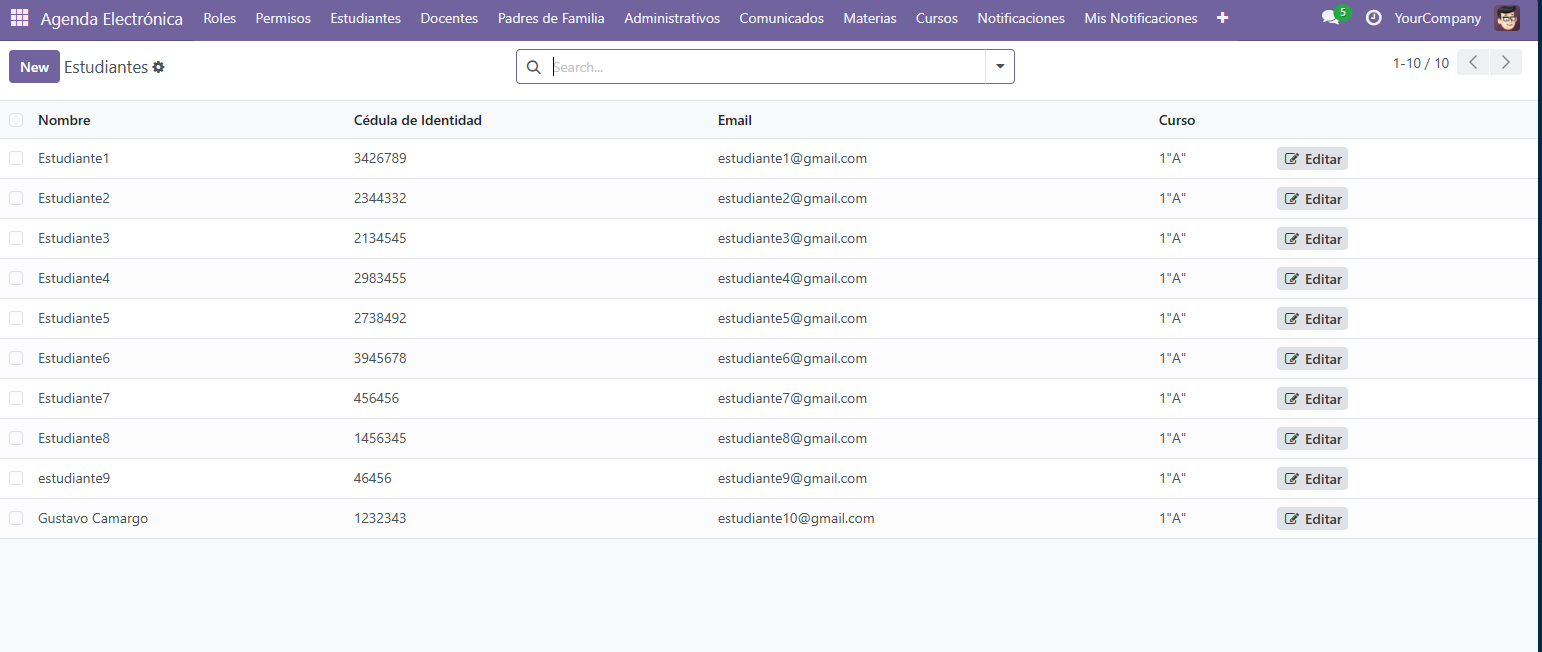 Agenda Electrónica Roles Permisos Estudiantes Docentes Padres de Familia Administrativos Comunicados Materias Cursos Notificaciones Mis Notificaciones + 5 YourCompany
New Estudiantes Search... 1-10 / 10
Nombre Cédula de Identidad Email Curso
Estudiante1 3426789 estudiante1@gmail.com 1"A" Editar
Estudiante2 2344332 estudiante2@gmail.com 1"A" Editar
Estudiante3 2134545 estudiante3@gmail.com 1"A" Editar
Estudiante4 2983455 estudiante4@gmail.com 1"A" Editar
Estudiante5 2738492 estudiante5@gmail.com 1"A" Editar
Estudiante6 3945678 estudiante6@gmail.com 1"A" Editar
Estudiante7 456456 estudiante7@gmail.com 1"A" Editar
Estudiante8 1456345 estudiante8@gmail.com 1"A" Editar
estudiante9 46456 estudiante9@gmail.com 1"A" Editar
Gustavo Camargo 1232343 estudiante10@gmail.com 1"A" Editar